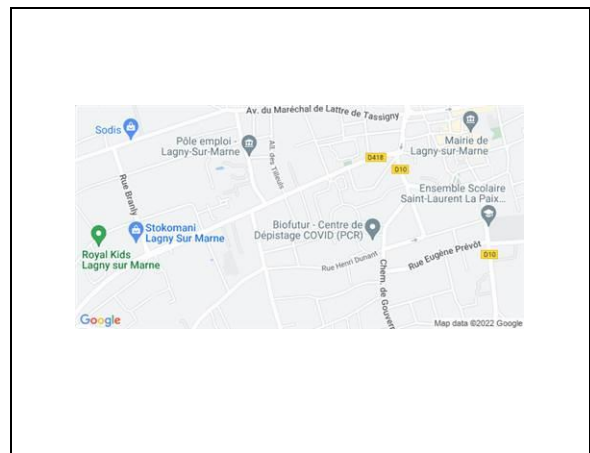 Av. du Maréchal de Lattre de Tassigny
Sodis
Pôle emploi -
Lagny-Sur-Marne
All. des Tilleuls
Mairie de
Lagny-sur-Marne
D418
D10
Rue Branly
Ensemble Scolaire
Saint-Laurent La Paix...
Stokomani
Lagny Sur Marne
Biofutur - Centre de
Dépistage COVID (PCR)
Royal Kids
Lagny sur Marne
Rue Henri Dunant
Rue Eugène Prévôt
D10
Chem. de Gouvern
Google
Map data ©2022 Google